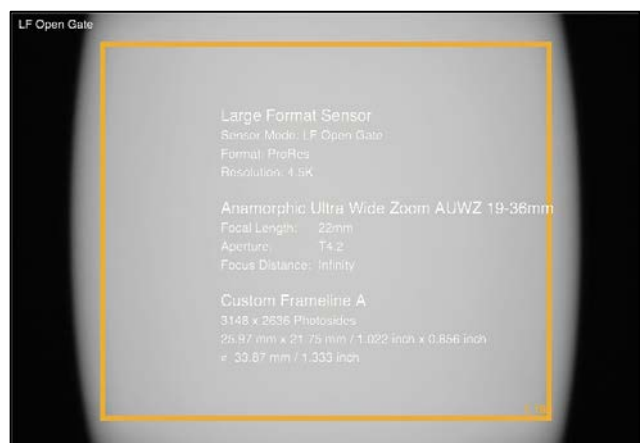 LF Open Gate
Large Format Sensor
Sensor Mode: LF Open Gate
Format: ProRes
Resolution: 4.5K
Anamorphic Ultra Wide Zoom AUWZ 19-36mm
Focal Length: 22mm
Aperture: T4.2
Focus Distance: Infinity
Custom Frameline A
3148 x 2636 Photosides
25.97 mm x 21.75 mm / 1.022 inch x 0.856 inch
33.87 mm / 1.333 inch